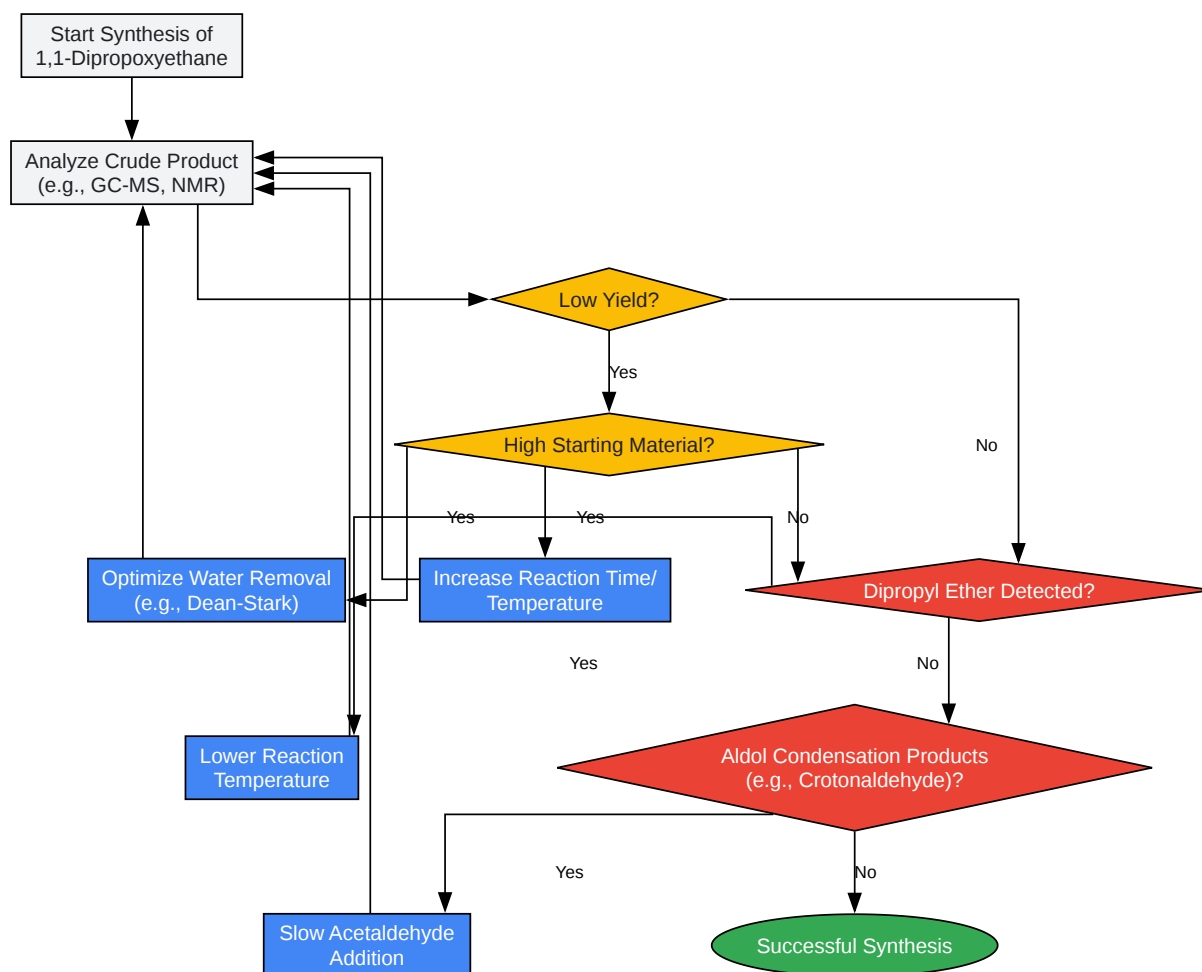 Start Synthesis of
1,1-Dipropoxyethane
Analyze Crude Product
(e.g., GC-MS, NMR)
Low Yield?
Yes
High Starting Material?
No
Yes
Yes
No
Optimize Water Removal
(e.g., Dean-Stark)
Increase Reaction Time/
Temperature
Dipropyl Ether Detected?
Yes
No
Lower Reaction
Temperature
Aldol Condensation Products
(e.g., Crotonaldehyde)?
Yes
No
Slow Acetaldehyde
Addition
Successful Synthesis